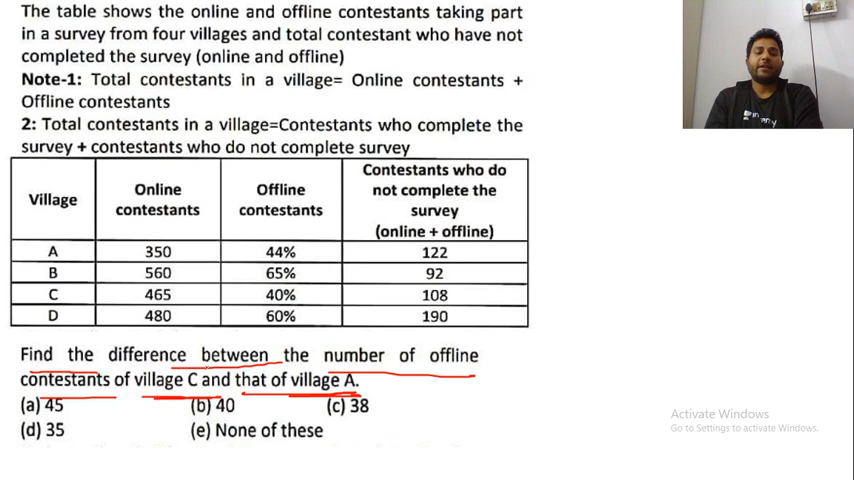 The table shows the online and offline contestants taking part
in a survey from four villages and total contestant who have not
completed the survey (online and offline)
Note-1: Total contestants in a village= Online contestants +
Offline contestants
2: Total contestants in a village=Contestants who complete the
survey + contestants who do not complete survey
Village | Online contestants | Offline contestants | Contestants who do not complete the survey (online + offline)
A | 350 | 44% | 122
B | 560 | 65% | 92
C | 465 | 40% | 108
D | 480 | 60% | 190
Find the difference between the number of offline
contestants of village C and that of village A.
(a) 45 (b) 40 (c) 38
(d) 35 (e) None of these
Activate Windows
Go to Settings to activate Windows.